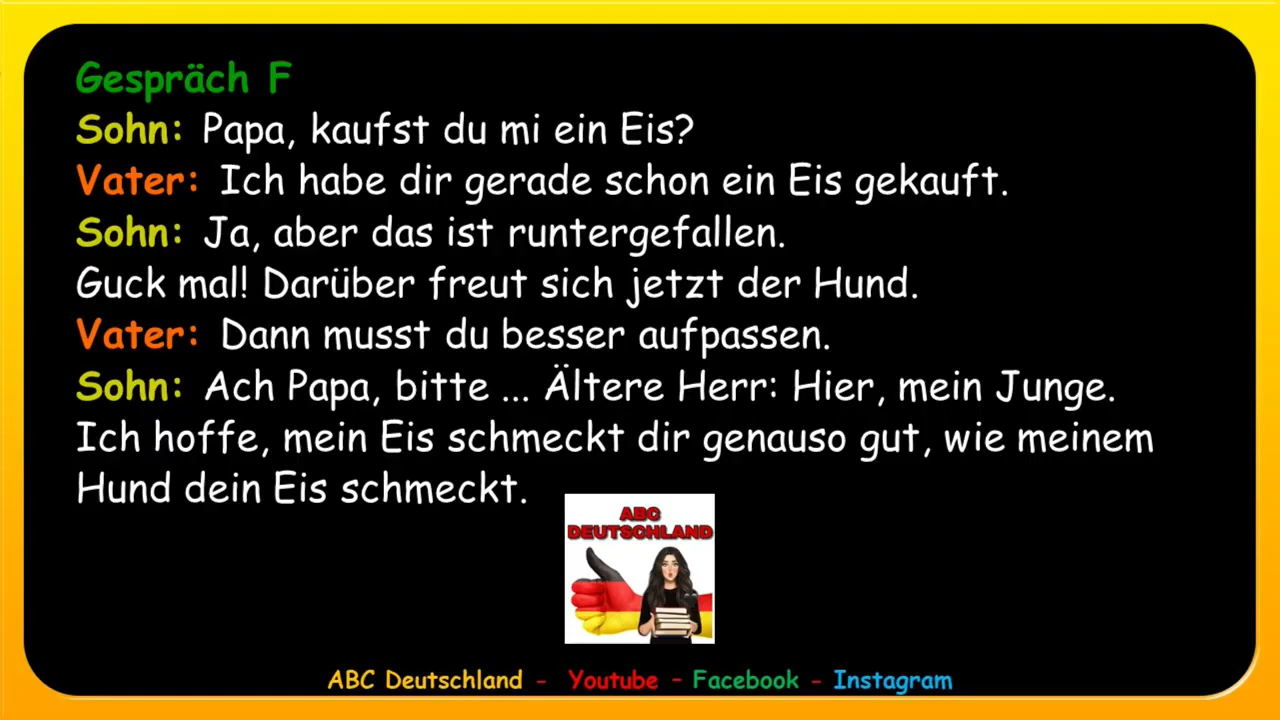 Gespräch F
Sohn: Papa, kaufst du mi ein Eis?
Vater: Ich habe dir gerade schon ein Eis gekauft.
Sohn: Ja, aber das ist runtergefallen.
Guck mal! Darüber freut sich jetzt der Hund.
Vater: Dann musst du besser aufpassen.
Sohn: Ach Papa, bitte ... Ältere Herr: Hier, mein Junge.
Ich hoffe, mein Eis schmeckt dir genauso gut, wie meinem
Hund dein Eis schmeckt.
ABC
DEUTSCHLAND
ABC Deutschland - Youtube - Facebook - Instagram